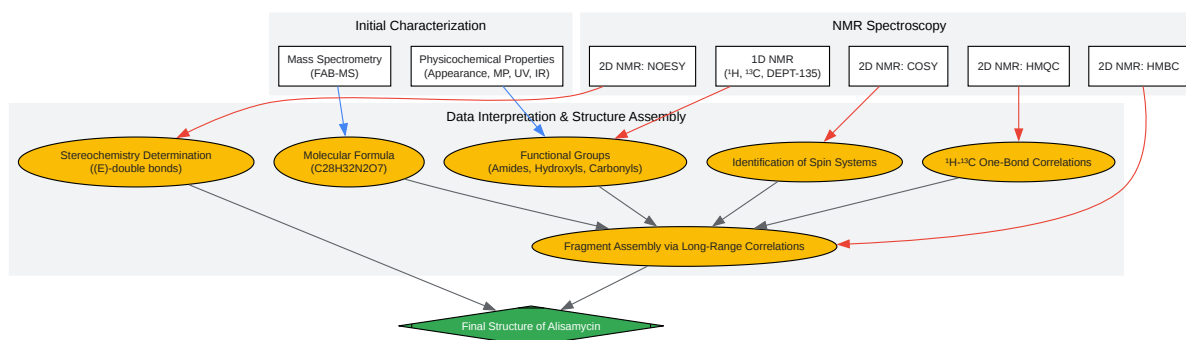 Initial Characterization
NMR Spectroscopy
Mass Spectrometry
(FAB-MS)
Physicochemical Properties
(Appearance, MP, UV, IR)
2D NMR: NOESY
1D NMR
(¹H, ¹³C, DEPT-135)
2D NMR: COSY
2D NMR: HMQC
2D NMR: HMBC
Data Interpretation & Structure Assembly
Stereochemistry Determination
((E)-double bonds)
Molecular Formula
(C28H32N2O7)
Functional Groups
(Amides, Hydroxyls, Carbonyls)
Identification of Spin Systems
¹H-¹³C One-Bond Correlations
Fragment Assembly via Long-Range Correlations
Final Structure of Alisamycin